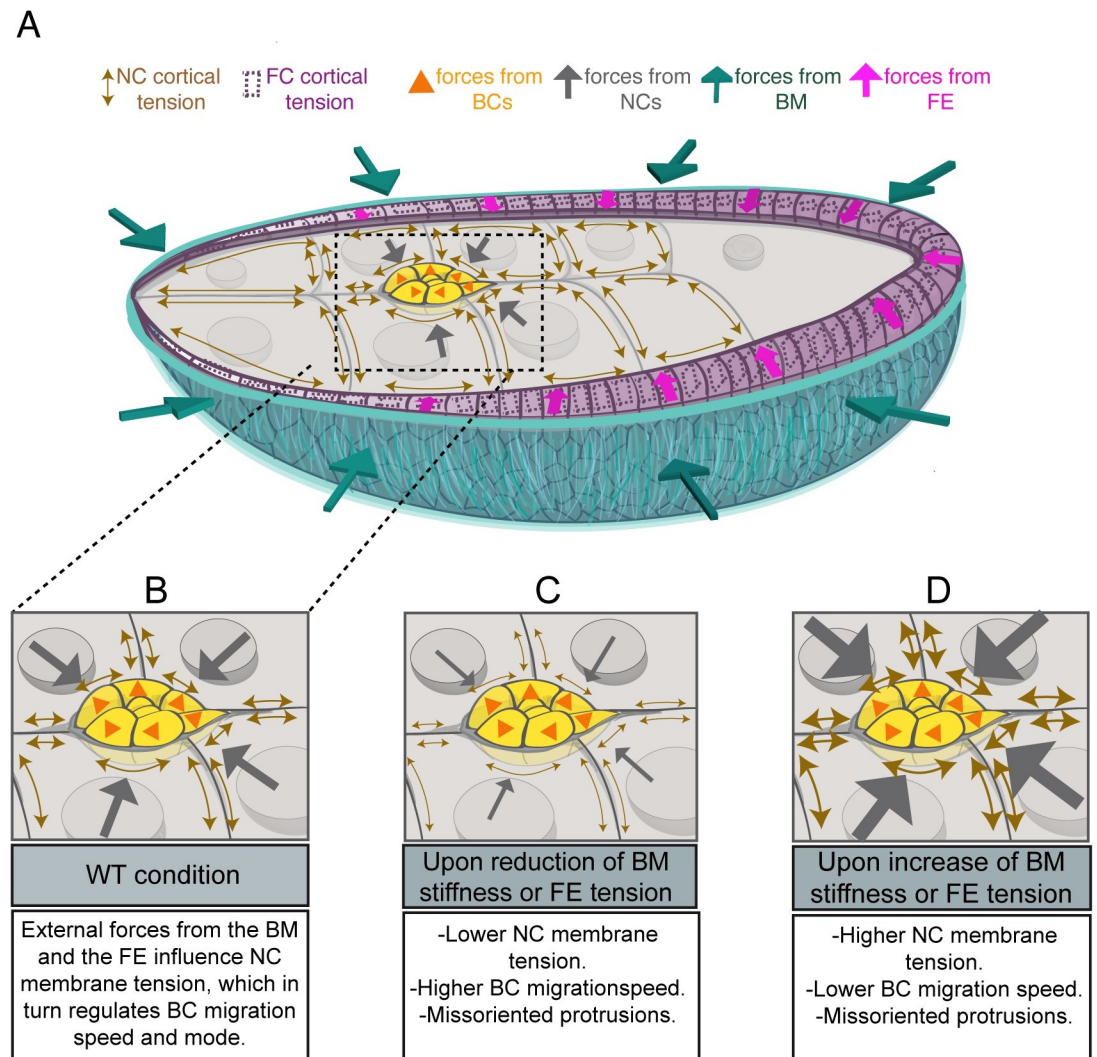 A
NC cortical tension
FC cortical tension
forces from BCs
forces from NCs
forces from BM
forces from FE
B
C
D
WT condition
Upon reduction of BM
stiffness or FE tension
Upon increase of BM
stiffness or FE tension
External forces from the BM
and the FE influence NC
membrane tension, which in
turn regulates BC migration
speed and mode.
-Lower NC membrane
tension.
-Higher BC migrationspeed.
-Missoriented protrusions.
-Higher NC membrane
tension.
-Lower BC migration speed.
-Missoriented protrusions.